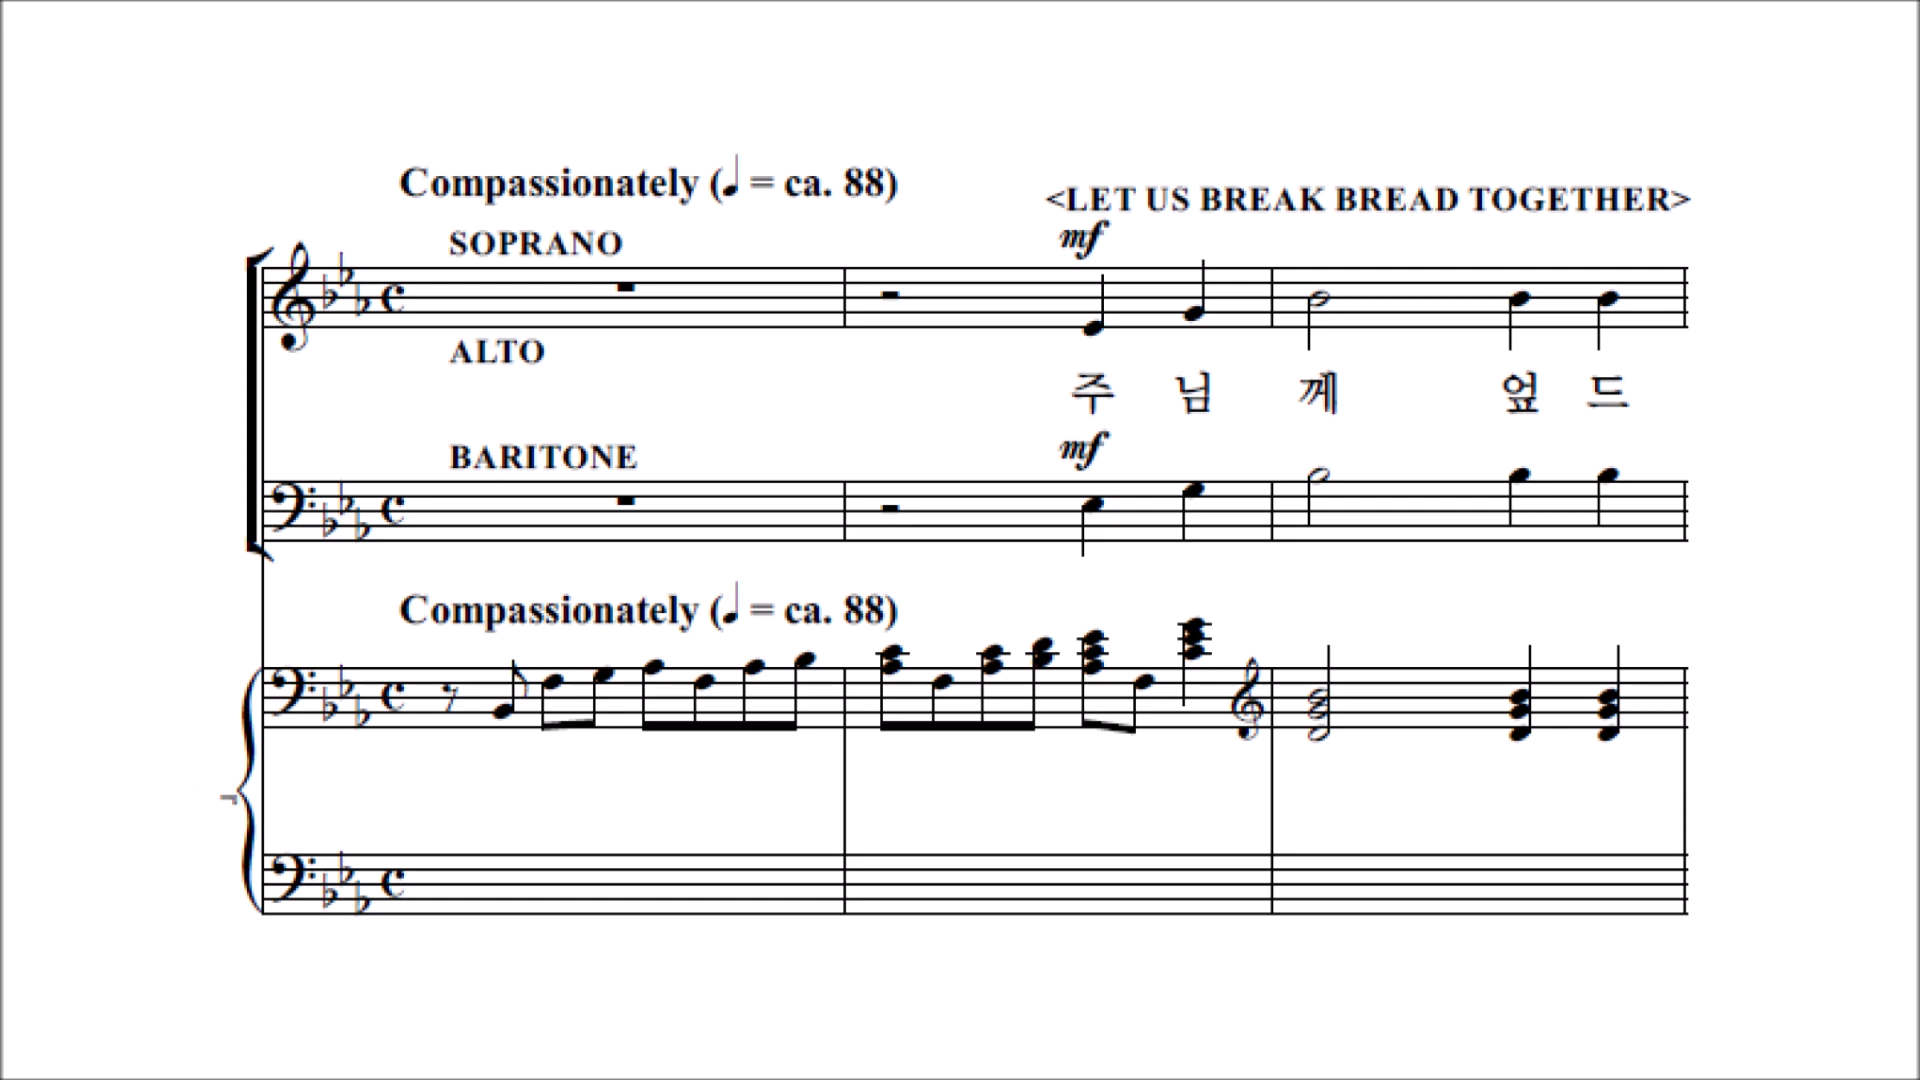 Compassionately (♩ = ca. 88)
<LET US BREAK BREAD TOGETHER>
SOPRANO
mf
ALTO
주 님 께 엎 드
BARITONE
mf
Compassionately (♩ = ca. 88)